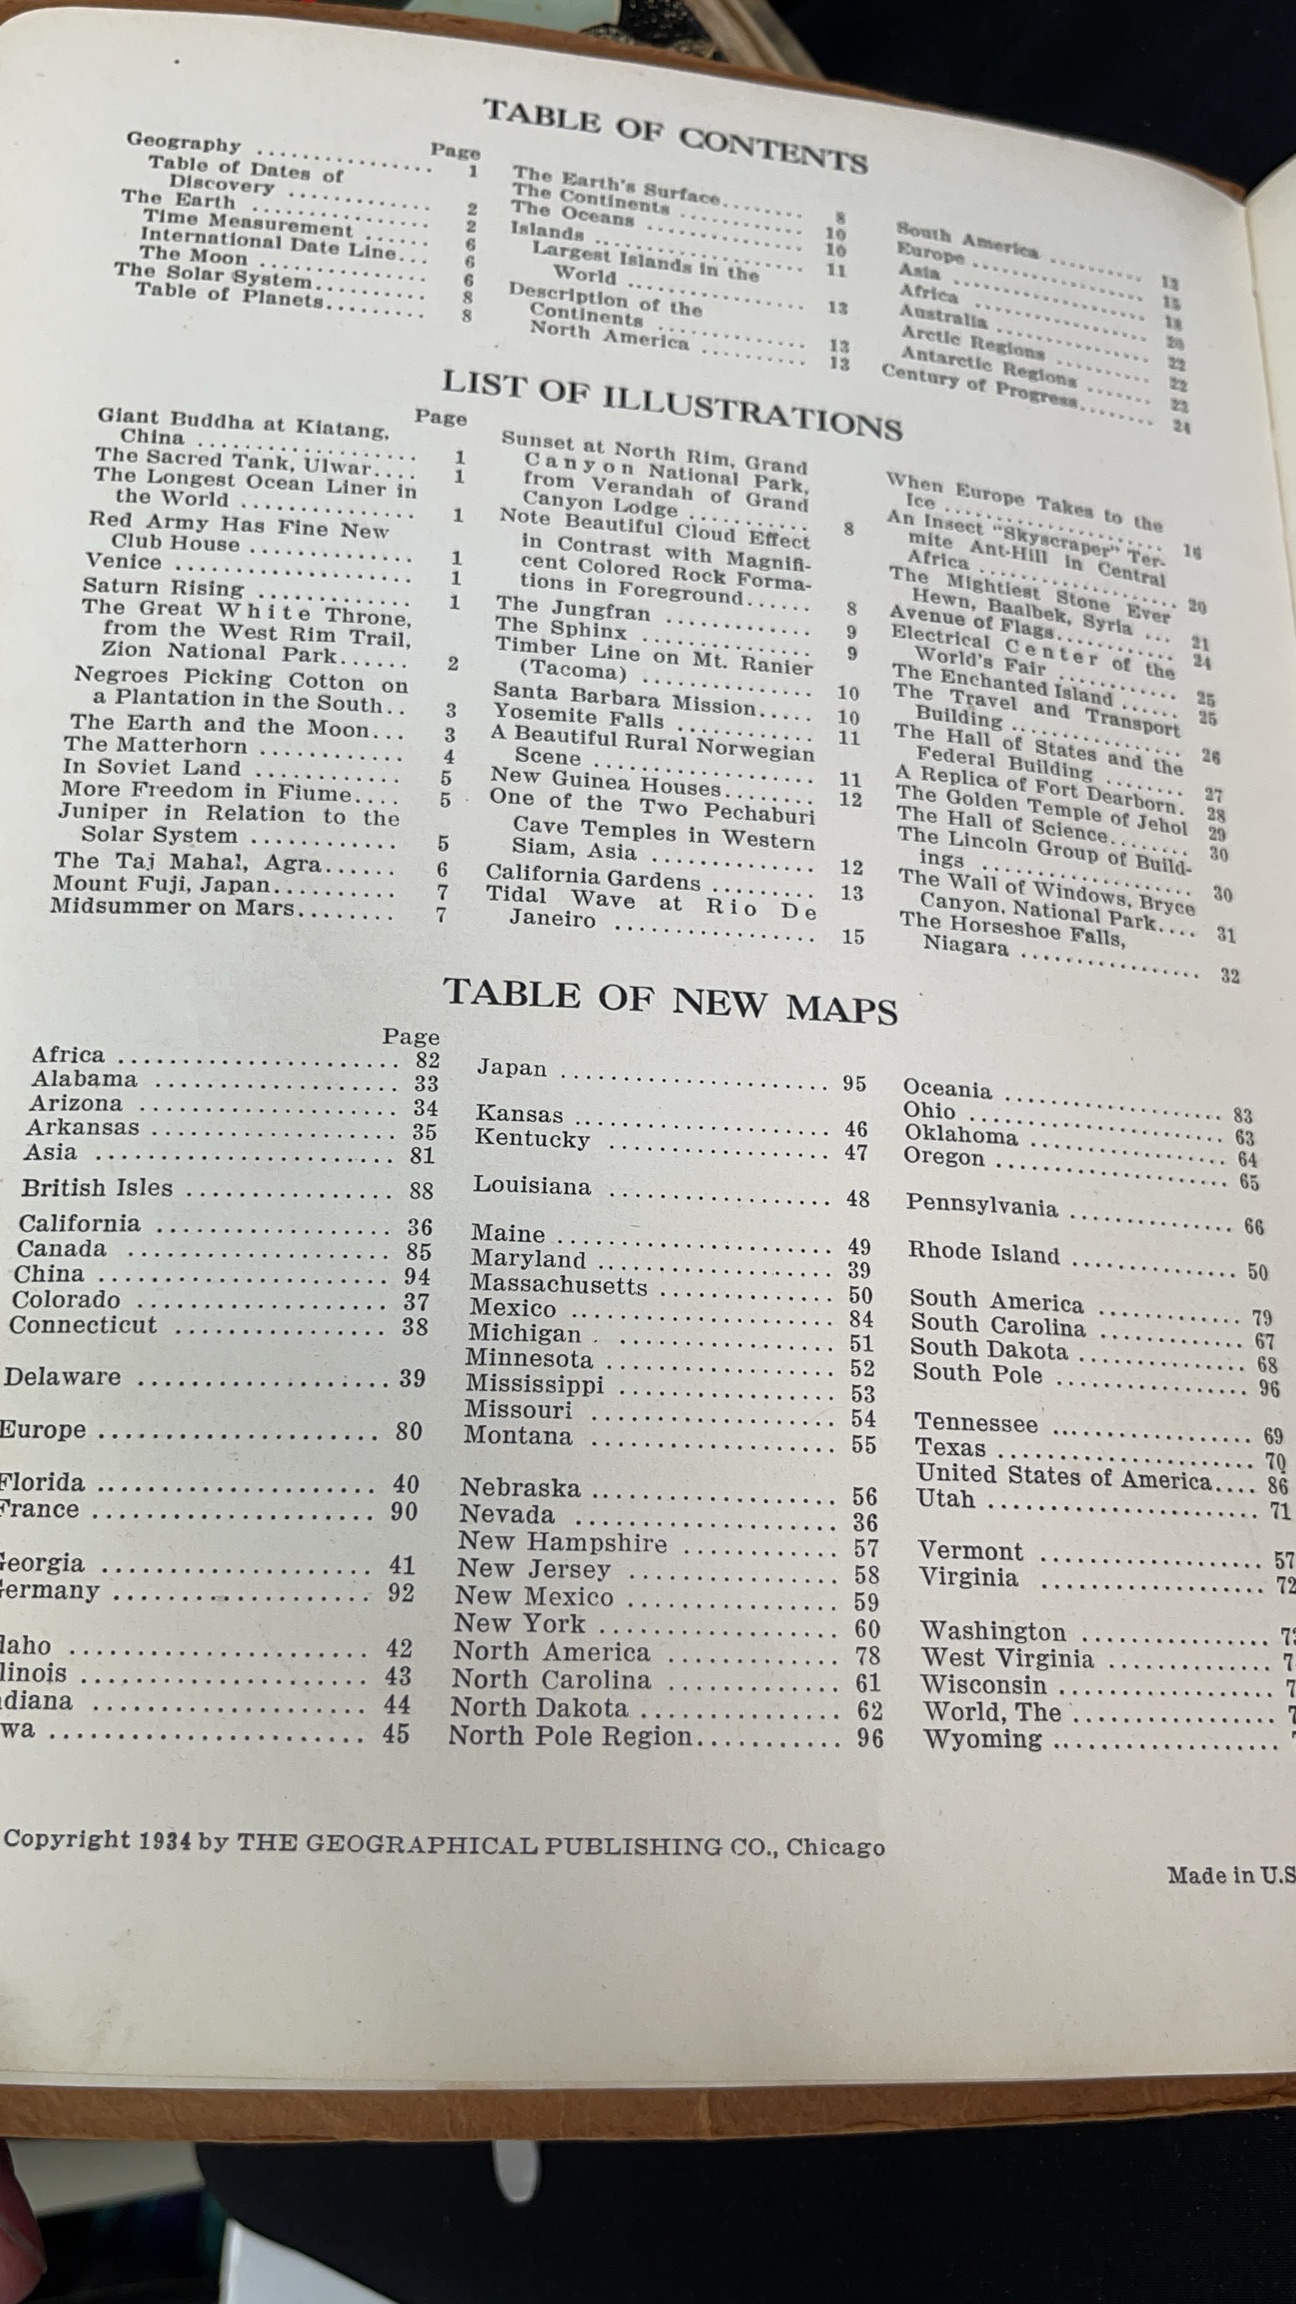 TABLE OF CONTENTS
Page
Geography ................ 1
Table of Dates of
Discovery ............. 2
The Earth ................ 2
Time Measurement ...... 6
International Date Line... 6
The Moon ............... 6
The Solar System.......... 8
Table of Planets......... 8
The Earth's Surface........ 8
The Continents ........... 10
The Oceans .............. 10
Islands ................... 11
Largest Islands in the
World ................ 13
Description of the
Continents ............. 13
North America .......... 13
South America .......... 13
Europe .................. 15
Asia .................... 18
Africa ................... 20
Australia ................ 22
Arctic Regions .......... 22
Antarctic Regions ....... 23
Century of Progress........ 24
LIST OF ILLUSTRATIONS
Page
Giant Buddha at Kiatang,
China .................. 1
The Sacred Tank, Ulwar.... 1
The Longest Ocean Liner in
the World .............. 1
Red Army Has Fine New
Club House ............. 1
Venice ................... 1
Saturn Rising ............. 1
The Great White Throne,
from the West Rim Trail,
Zion National Park...... 2
Negroes Picking Cotton on
a Plantation in the South.. 3
The Earth and the Moon... 3
The Matterhorn .......... 4
In Soviet Land ........... 5
More Freedom in Fiume.... 5
Juniper in Relation to the
Solar System ............ 5
The Taj Mahal, Agra...... 6
Mount Fuji, Japan.......... 7
Midsummer on Mars........ 7
Sunset at North Rim, Grand
Canyon National Park,
from Verandah of Grand
Canyon Lodge ........... 8
Note Beautiful Cloud Effect
in Contrast with Magnifi-
cent Colored Rock Forma-
tions in Foreground...... 8
The Jungfran ............. 9
The Sphinx ............... 9
Timber Line on Mt. Ranier
(Tacoma) ............... 10
Santa Barbara Mission..... 10
Yosemite Falls ............ 11
A Beautiful Rural Norwegian
Scene .................. 11
New Guinea Houses........ 12
One of the Two Pechaburi
Cave Temples in Western
Siam, Asia ............. 12
California Gardens ......... 13
Tidal Wave at Rio De
Janeiro ................. 15
When Europe Takes to the
Ice ..................... 16
An Insect "Skyscraper" Ter-
mite Ant-Hill in Central
Africa .................. 20
The Mightiest Stone Ever
Hewn, Baalbek, Syria ... 21
Avenue of Flags............ 24
Electrical Center of the
World's Fair ............ 25
The Enchanted Island ...... 25
The Travel and Transport
Building ................ 26
The Hall of States and the
Federal Building ........ 27
A Replica of Fort Dearborn. 28
The Golden Temple of Jehol 29
The Hall of Science........ 30
The Lincoln Group of Build-
ings .................... 30
The Wall of Windows, Bryce
Canyon, National Park.... 31
The Horseshoe Falls,
Niagara ................. 32
TABLE OF NEW MAPS
Page
Africa ...................... 82
Alabama ................... 33
Arizona .................... 34
Arkansas ................... 35
Asia ........................ 81
British Isles ................ 88
California .................. 36
Canada .................... 85
China ...................... 94
Colorado ................... 37
Connecticut ................ 38
Delaware ................... 39
Europe ..................... 80
Florida ..................... 40
France ..................... 90
Georgia .................... 41
Germany ................... 92
daho ....................... 42
linois ...................... 43
diana ...................... 44
wa ......................... 45
Japan ...................... 95
Kansas ..................... 46
Kentucky .................. 47
Louisiana .................. 48
Maine ...................... 49
Maryland .................. 39
Massachusetts .............. 50
Mexico ..................... 84
Michigan .................. 51
Minnesota .................. 52
Mississippi ................. 53
Missouri ................... 54
Montana ................... 55
Nebraska ................... 56
Nevada .................... 36
New Hampshire ............ 57
New Jersey ................ 58
New Mexico ................ 59
New York .................. 60
North America ............. 78
North Carolina ............. 61
North Dakota ............... 62
North Pole Region........... 96
Oceania .................... 83
Ohio ....................... 63
Oklahoma .................. 64
Oregon ..................... 65
Pennsylvania ............... 66
Rhode Island ............... 50
South America .............. 79
South Carolina ............. 67
South Dakota ............... 68
South Pole ................. 96
Tennessee .................. 69
Texas ...................... 70
United States of America.... 86
Utah ....................... 71
Vermont ................... 57
Virginia ................... 72
Washington ................
West Virginia .............. 7
Wisconsin .................. 7
World, The ................. 7
Wyoming ...................
Copyright 1934 by THE GEOGRAPHICAL PUBLISHING CO., Chicago
Made in U.S